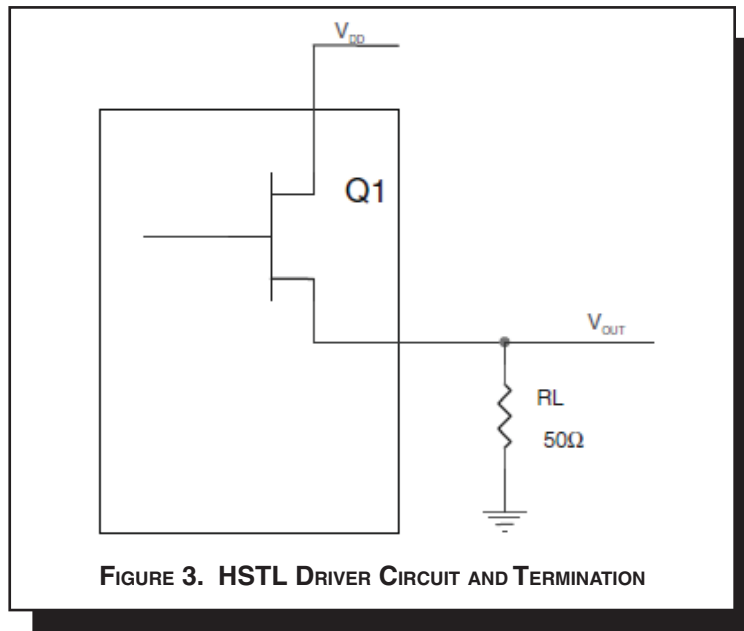 VDD
Q1
VOUT
RL
50Ω
FIGURE 3. HSTL DRIVER CIRCUIT AND TERMINATION